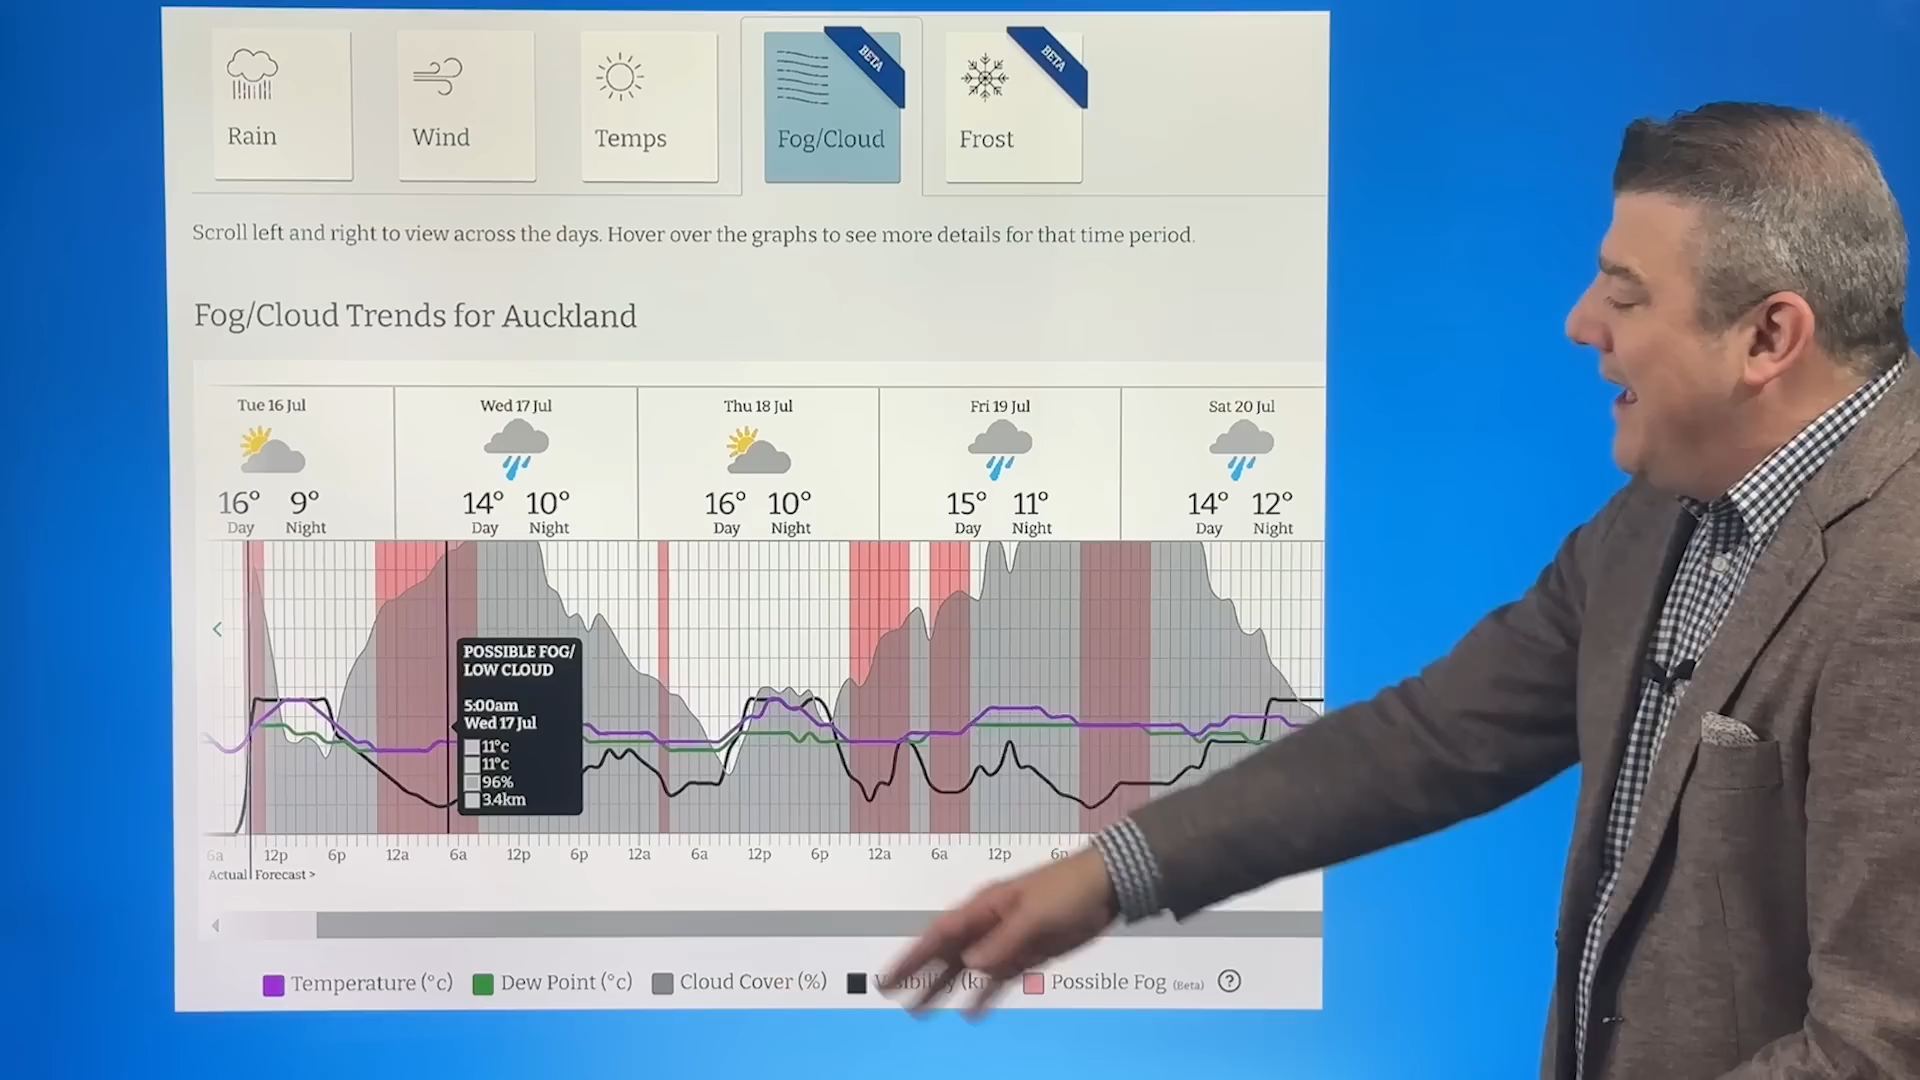 BETA
BETA
Rain
Wind
Temps
Fog/Cloud
Frost
Scroll left and right to view across the days. Hover over the graphs to see more details for that time period.
Fog/Cloud Trends for Auckland
Tue 16 Jul
Wed 17 Jul
Thu 18 Jul
Fri 19 Jul
Sat 20 Jul
16° 9°
14° 10°
16° 10°
15° 11°
14° 12°
Day Night
Day Night
Day Night
Day Night
Day Night
POSSIBLE FOG/
LOW CLOUD
5:00am
Wed 17 Jul
11°c
11°c
96%
3.4km
6a 12p 6p 12a 6a 12p 6p 12a 6a 12p 6p 12a 6a 12p 6p
Actual Forecast >
Temperature (°c) Dew Point (°c) Cloud Cover (%) Possible Fog (Beta) ?